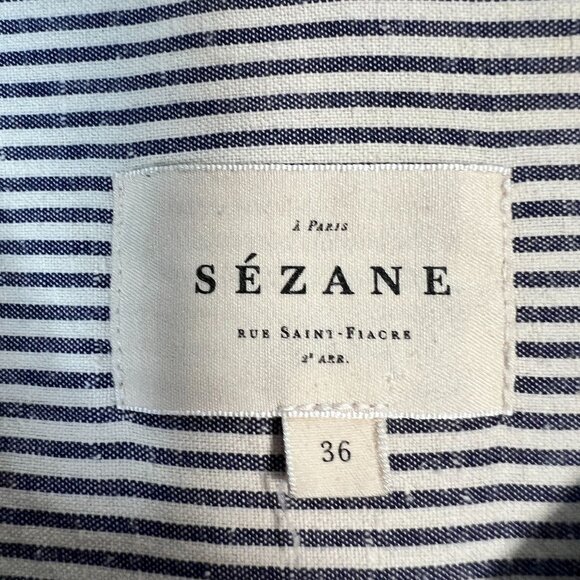 À Paris
SÉZANE
Rue Saint-Fiacre
2ᵉ arr.
36